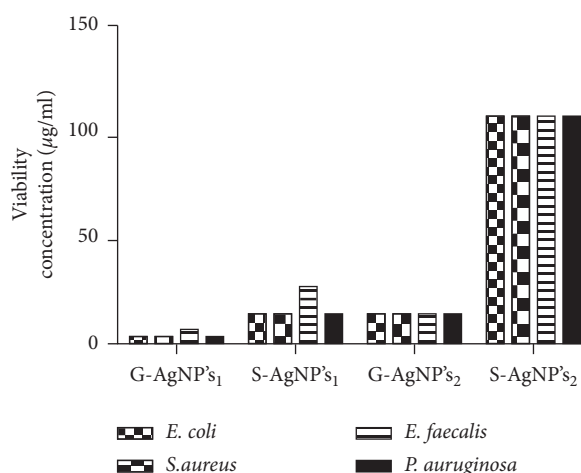 150
100
50
0
Viability
concentration (μg/ml)
G-AgNP's₁ S-AgNP's₁ G-AgNP's₂ S-AgNP's₂
E. coli E. faecalis
S.aureus P. auruginosa